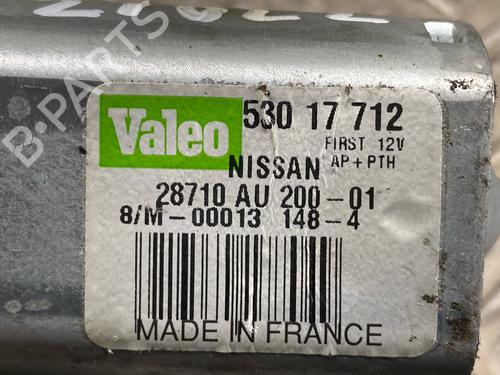 B-PARTS
Valeo
530 17 712
FIRST 12V
NISSAN AP+PTH
28710 AU 200-01
8/M-00013 148-4
MADE IN FRANCE